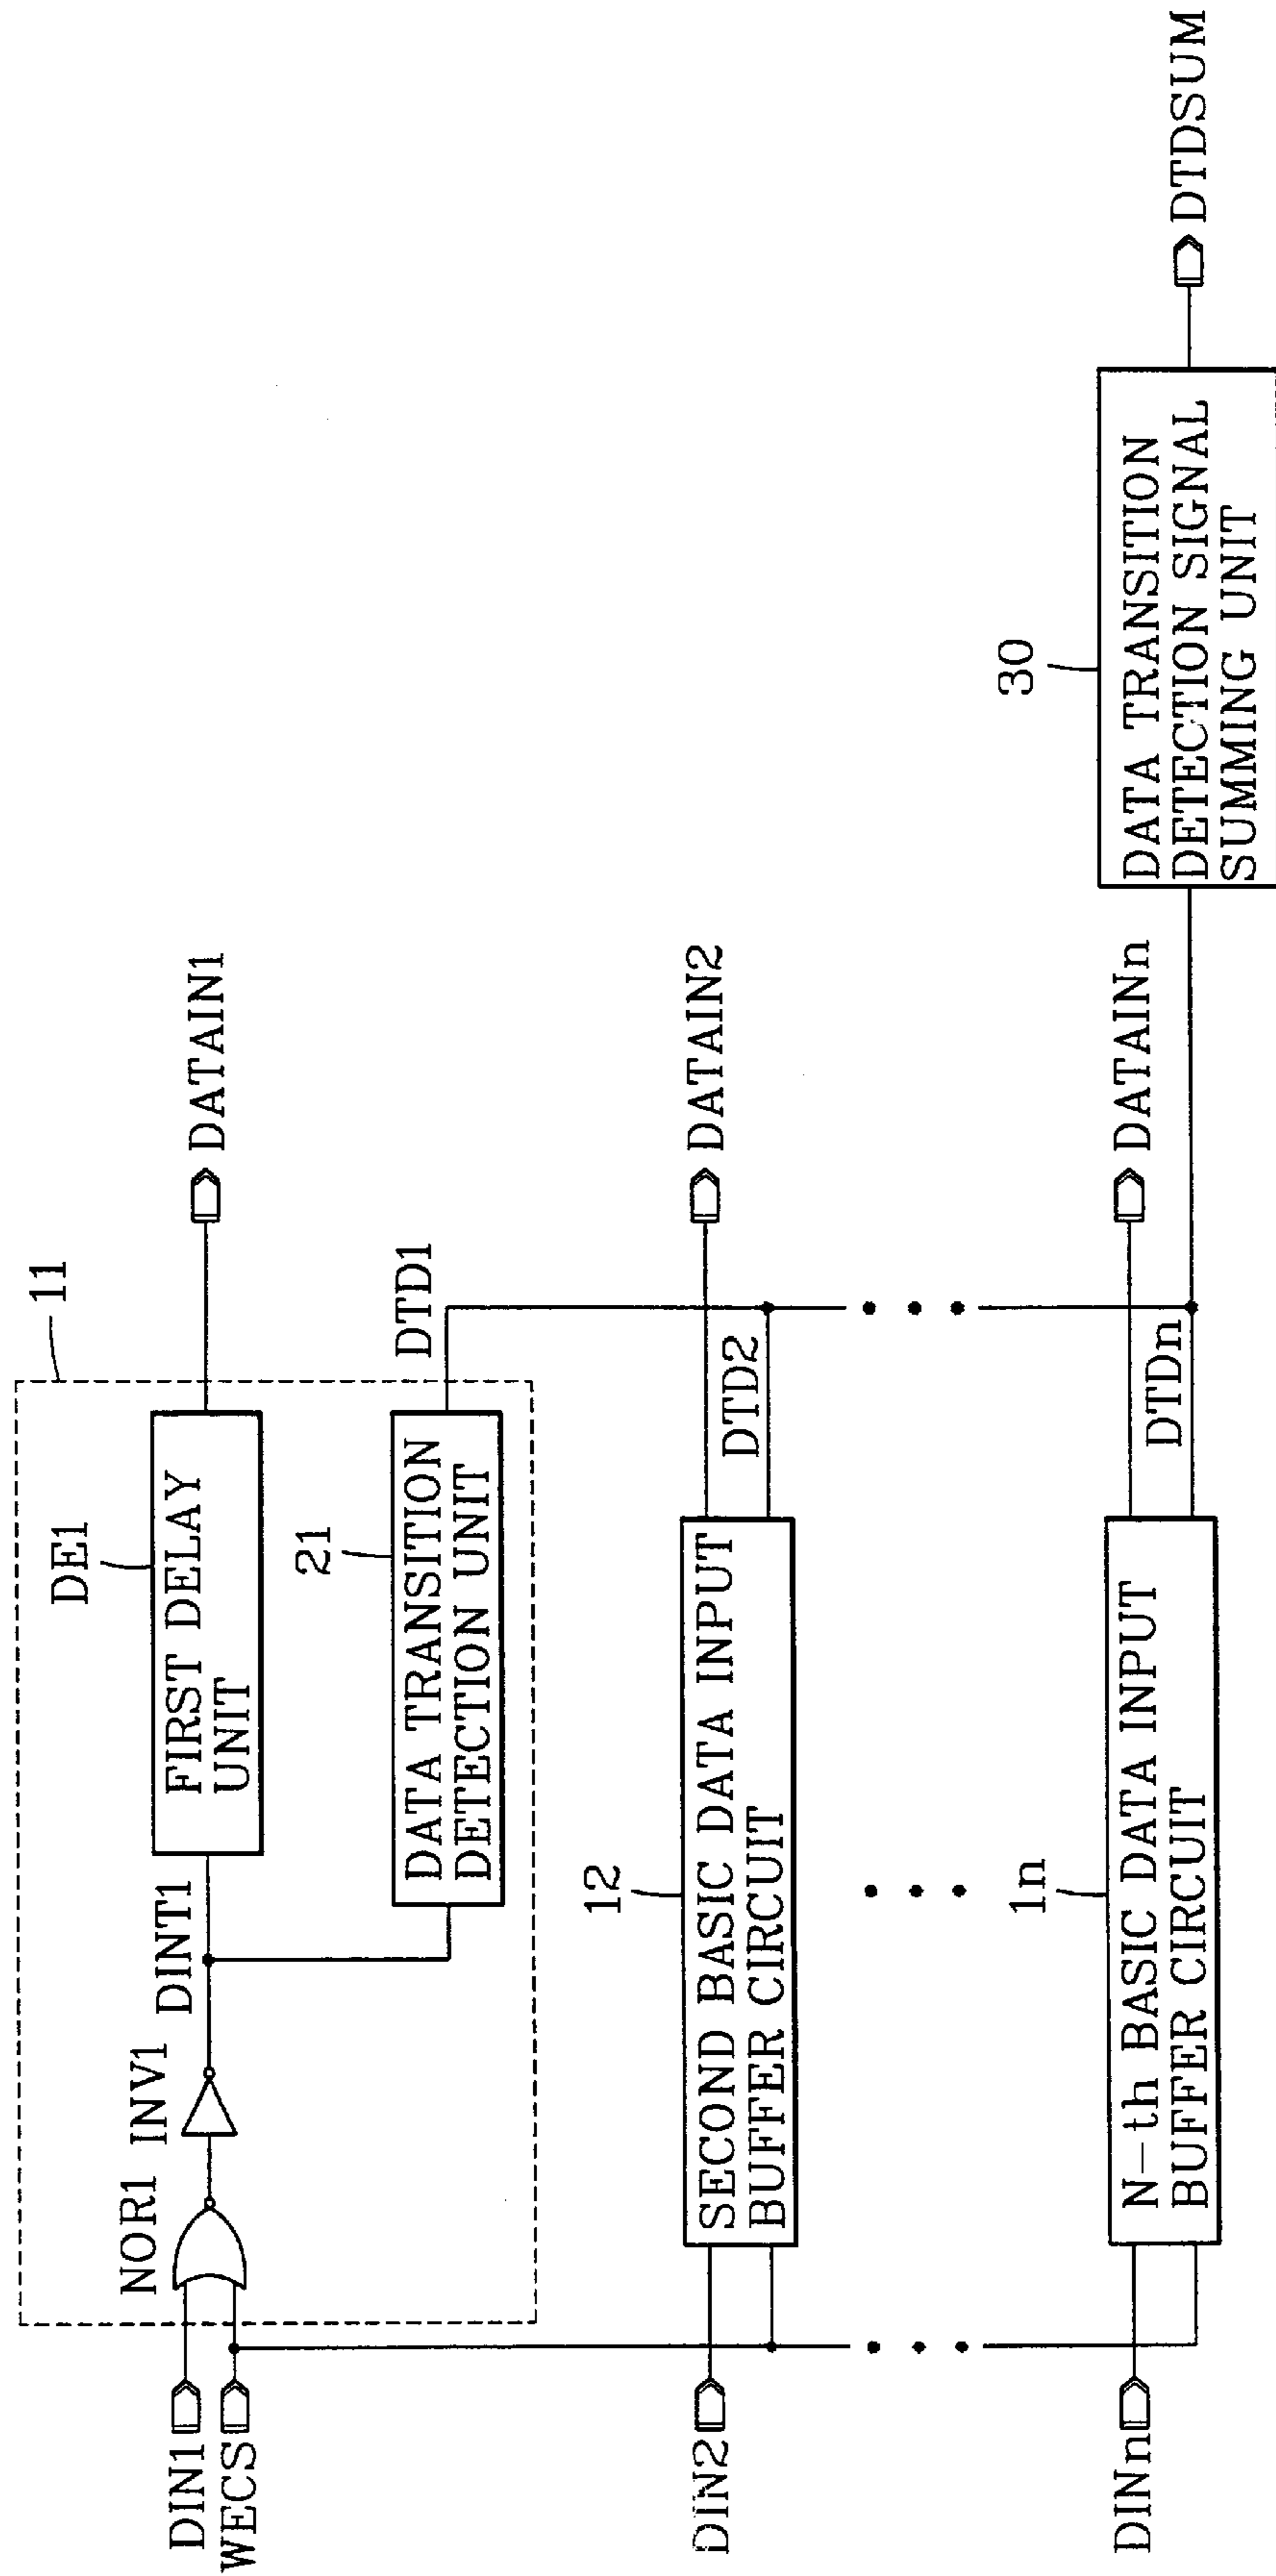 11
DE1
NOR1
INV1
DINT1
FIRST DELAY
UNIT
DATAIN1
DIN1
WECS
21
DATA TRANSITION
DETECTION UNIT
DTD1
12
DIN2
SECOND BASIC DATA INPUT
BUFFER CIRCUIT
DATAIN2
DTD2
1n
DINn
N-th BASIC DATA INPUT
BUFFER CIRCUIT
DATAINn
DTDn
30
DATA TRANSITION
DETECTION SIGNAL
SUMMING UNIT
DTDSUM